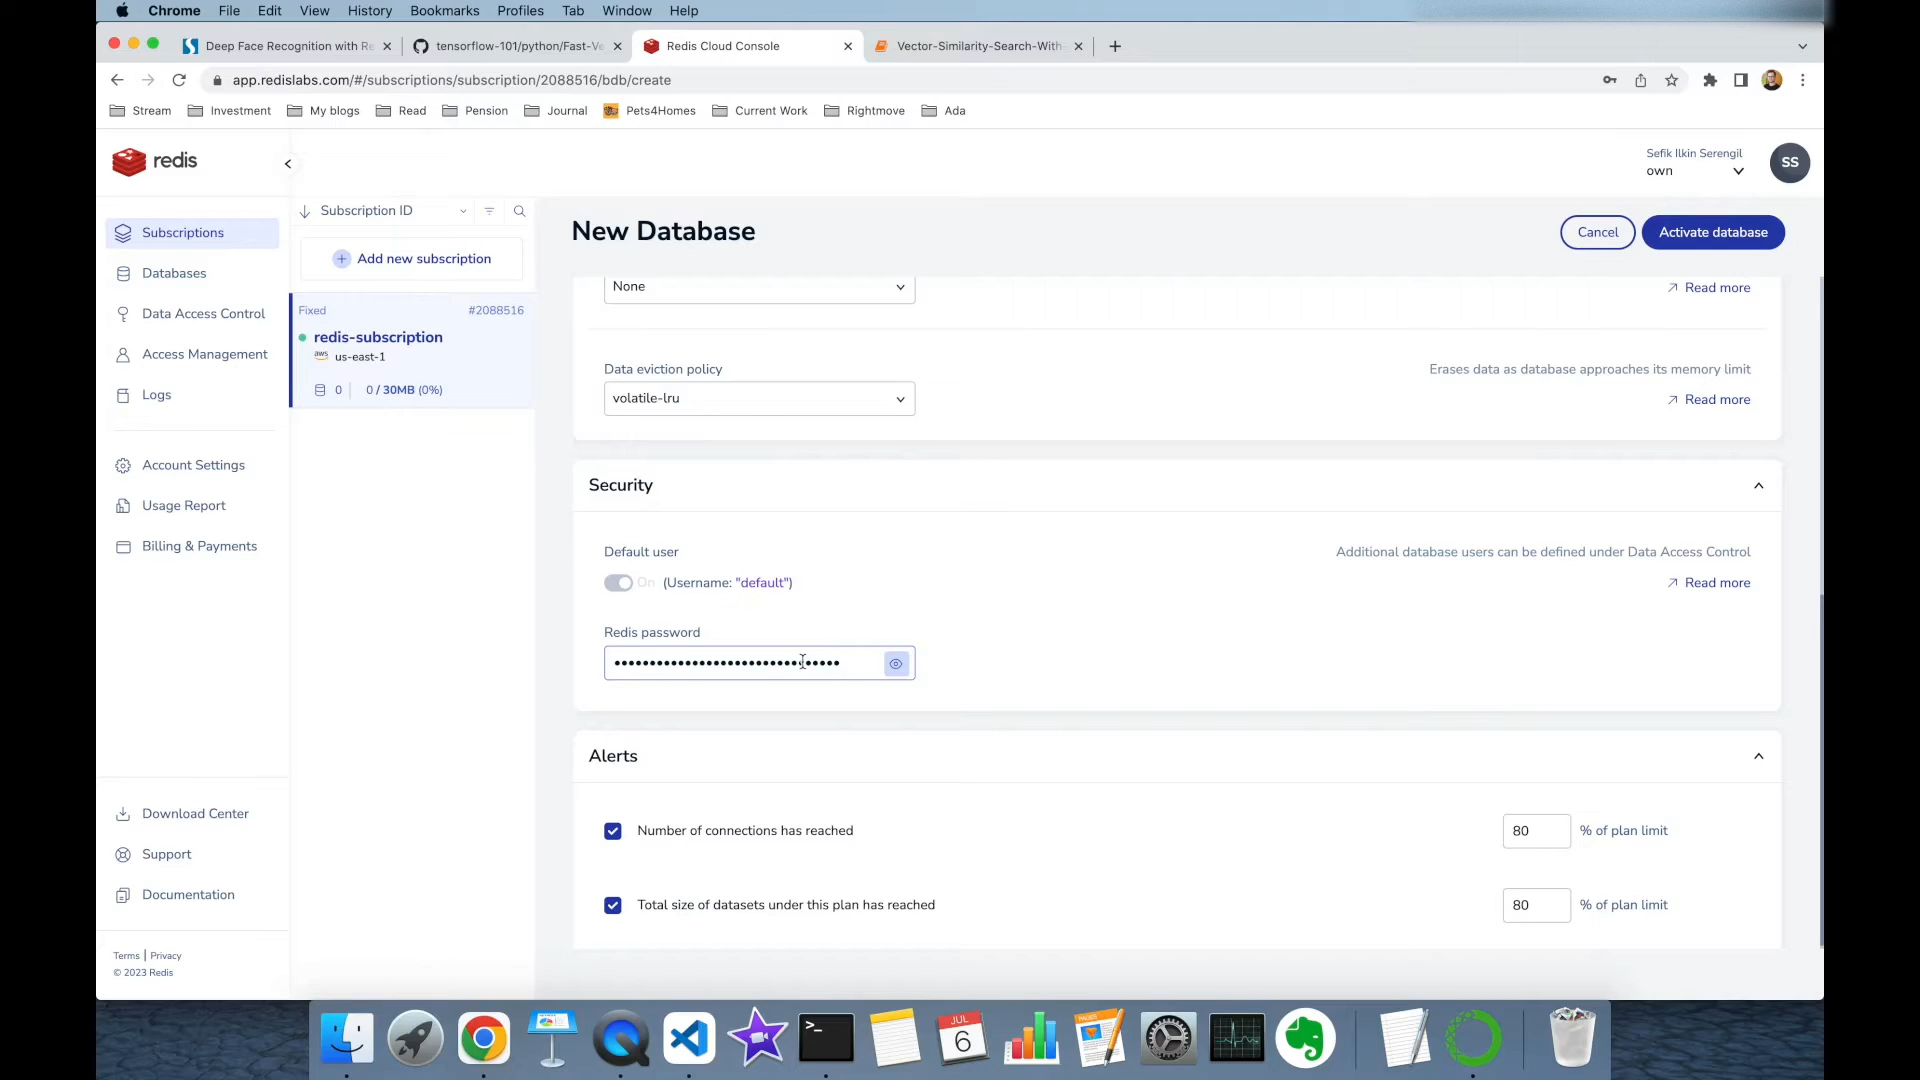 Chrome File Edit View History Bookmarks Profiles Tab Window Help
Deep Face Recognition with Re
tensorflow-101/python/Fast-Ve
Redis Cloud Console
Vector-Similarity-Search-With-
app.redislabs.com/#/subscriptions/subscription/2088516/bdb/create
Stream Investment My blogs Read Pension Journal Pets4Homes Current Work Rightmove Ada
redis
Sefik Ilkin Serengil
own
SS
Subscriptions
Databases
Data Access Control
Access Management
Logs
Account Settings
Usage Report
Billing & Payments
Download Center
Support
Documentation
Terms | Privacy
© 2023 Redis
Subscription ID
Add new subscription
Fixed #2088516
redis-subscription
aws us-east-1
0 | 0 / 30MB (0%)
New Database
Cancel
Activate database
None
Read more
Data eviction policy
Erases data as database approaches its memory limit
volatile-lru
Read more
Security
Default user
Additional database users can be defined under Data Access Control
On (Username: "default")
Read more
Redis password
Alerts
Number of connections has reached 80 % of plan limit
Total size of datasets under this plan has reached 80 % of plan limit
JUL
6
PAGES